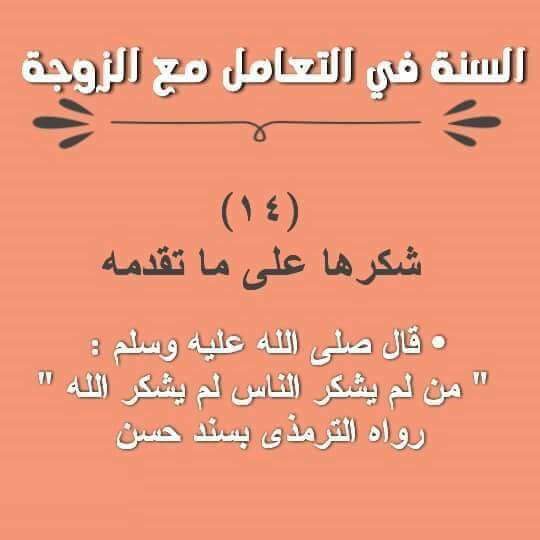 السنة في التعامل مع الزوجة
(١٤)
شكرها على ما تقدمه
• قال صلى الله عليه وسلم :
" من لم يشكر الناس لم يشكر الله "
رواه الترمذى بسند حسن